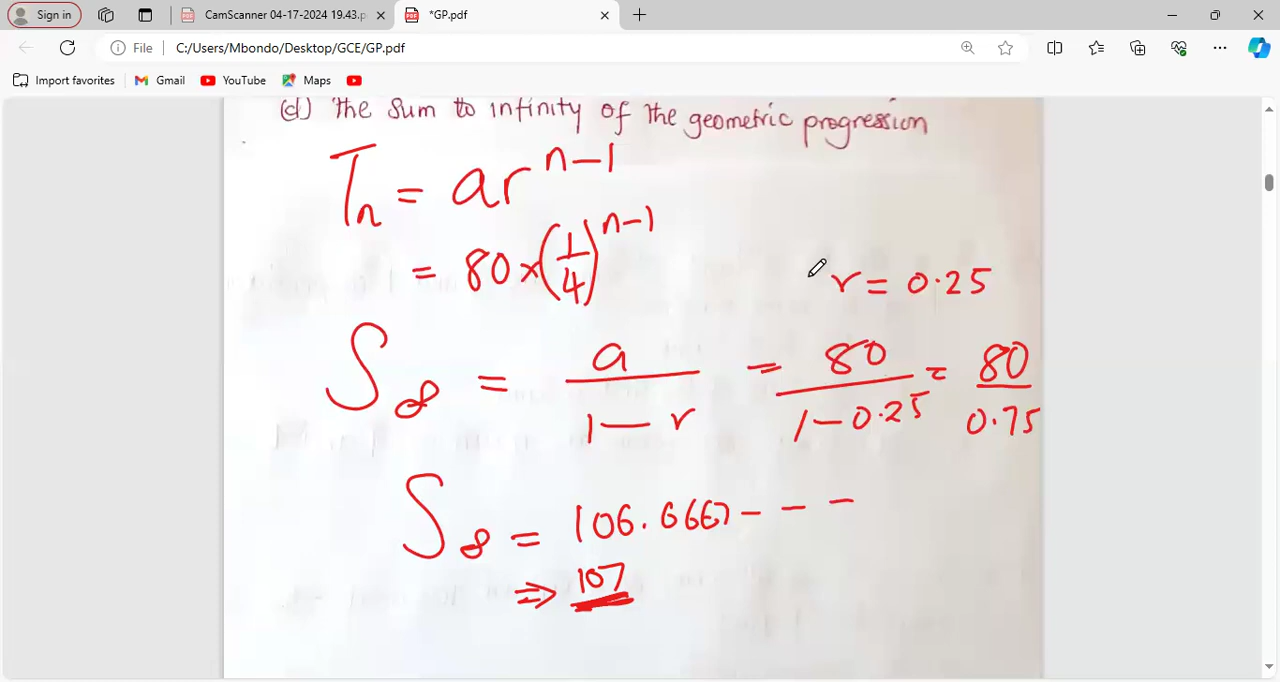 Sign in
CamScanner 04-17-2024 19.43.p
*GP.pdf
File
C:/Users/Mbondo/Desktop/GCE/GP.pdf
Import favorites
Gmail
YouTube
Maps
(d) The sum to infinity of the geometric progression
Tn = ar^(n-1)
= 80 × (1/4)^(n-1)
r = 0.25
S∞ = a/(1-r) = 80/(1-0.25) = 80/0.75
S∞ = 106.6667 - - -
⇒ 107